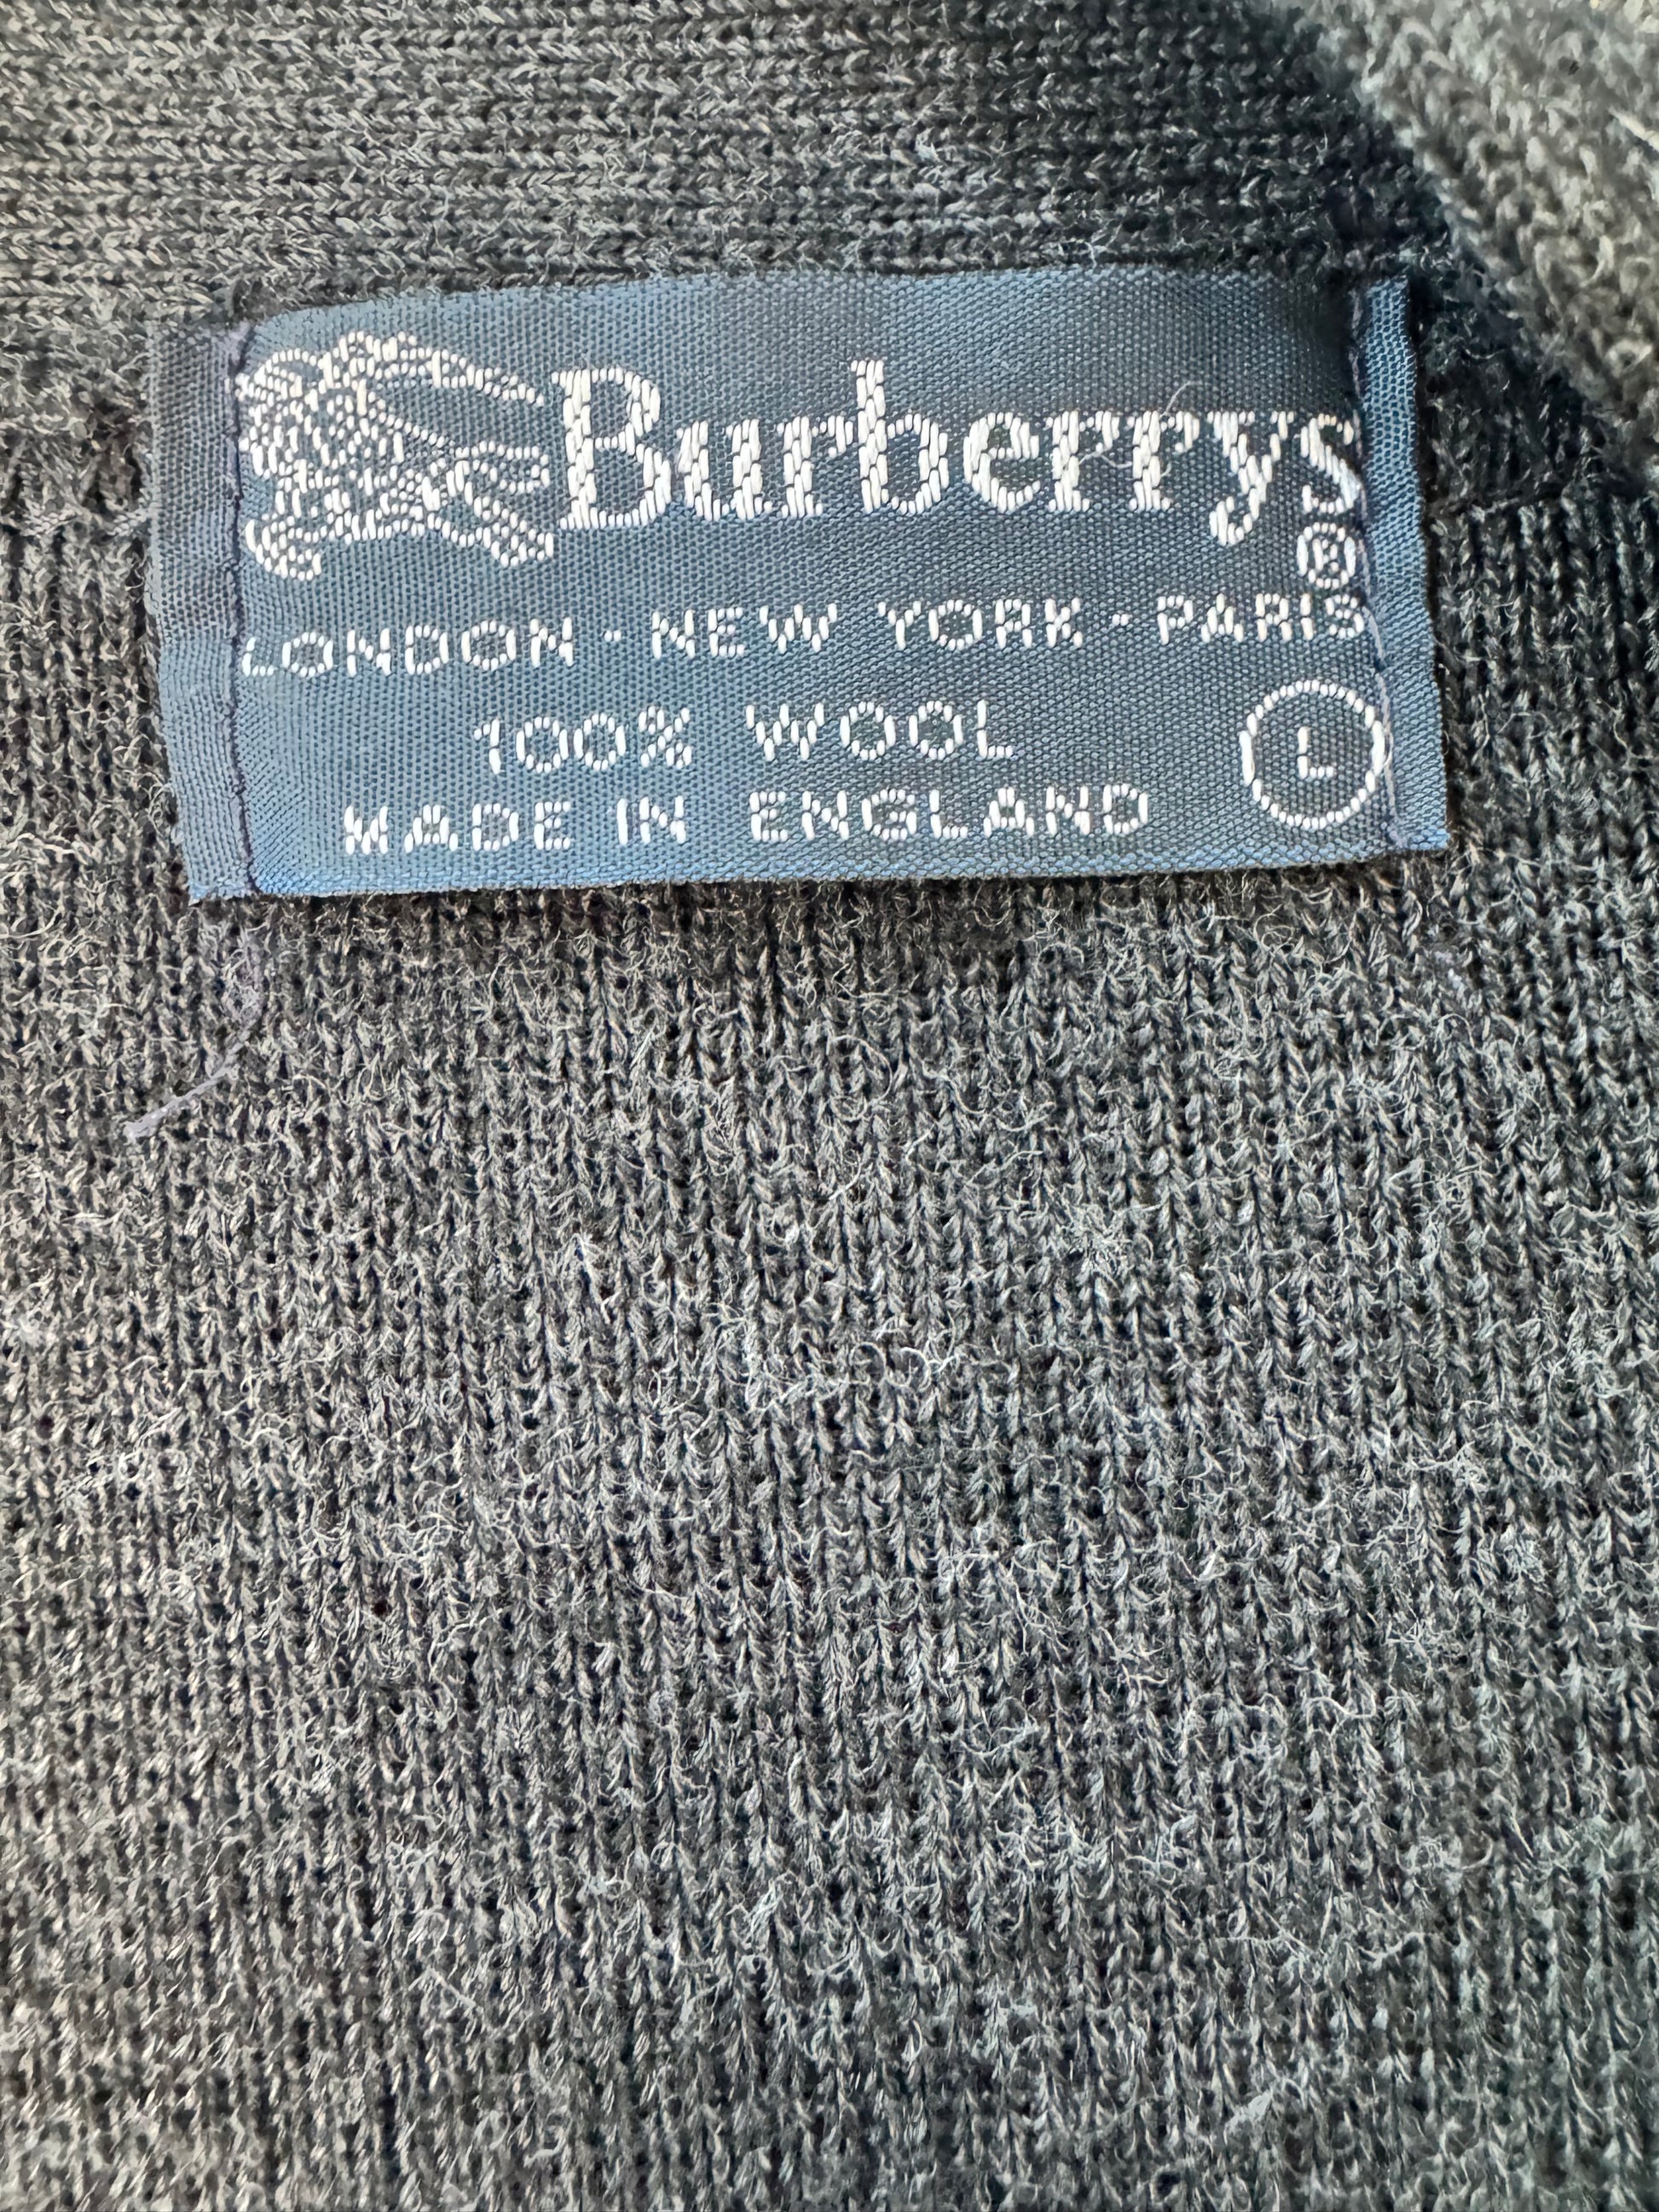 Burberrys
®
LONDON · NEW YORK · PARIS
100% WOOL
L
MADE IN ENGLAND